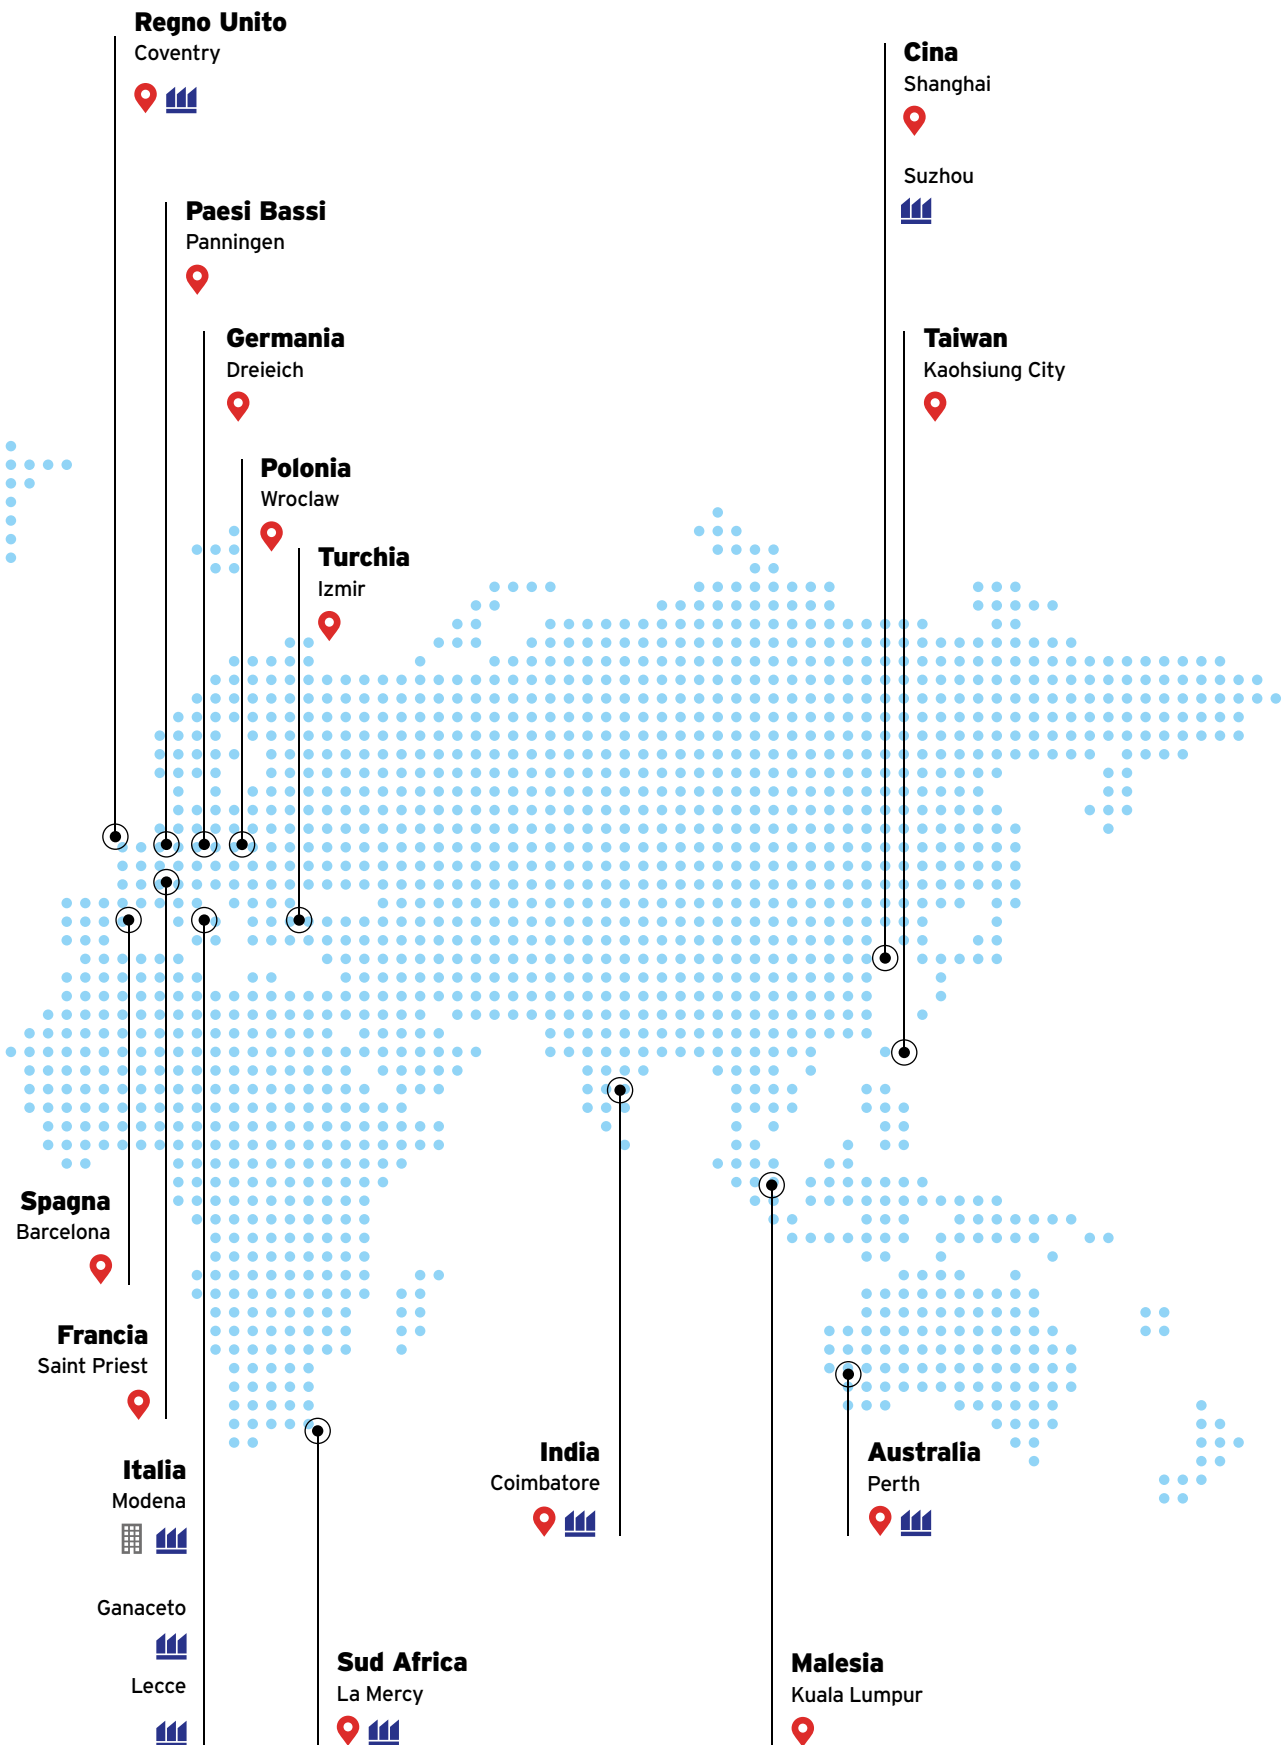 Regno Unito
Coventry
Cina
Shanghai
Suzhou
Paesi Bassi
Panningen
Germania
Dreieich
Taiwan
Kaohsiung City
Polonia
Wroclaw
Turchia
Izmir
Spagna
Barcelona
Francia
Saint Priest
Italia
Modena
Ganaceto
Lecce
India
Coimbatore
Australia
Perth
Sud Africa
La Mercy
Malesia
Kuala Lumpur